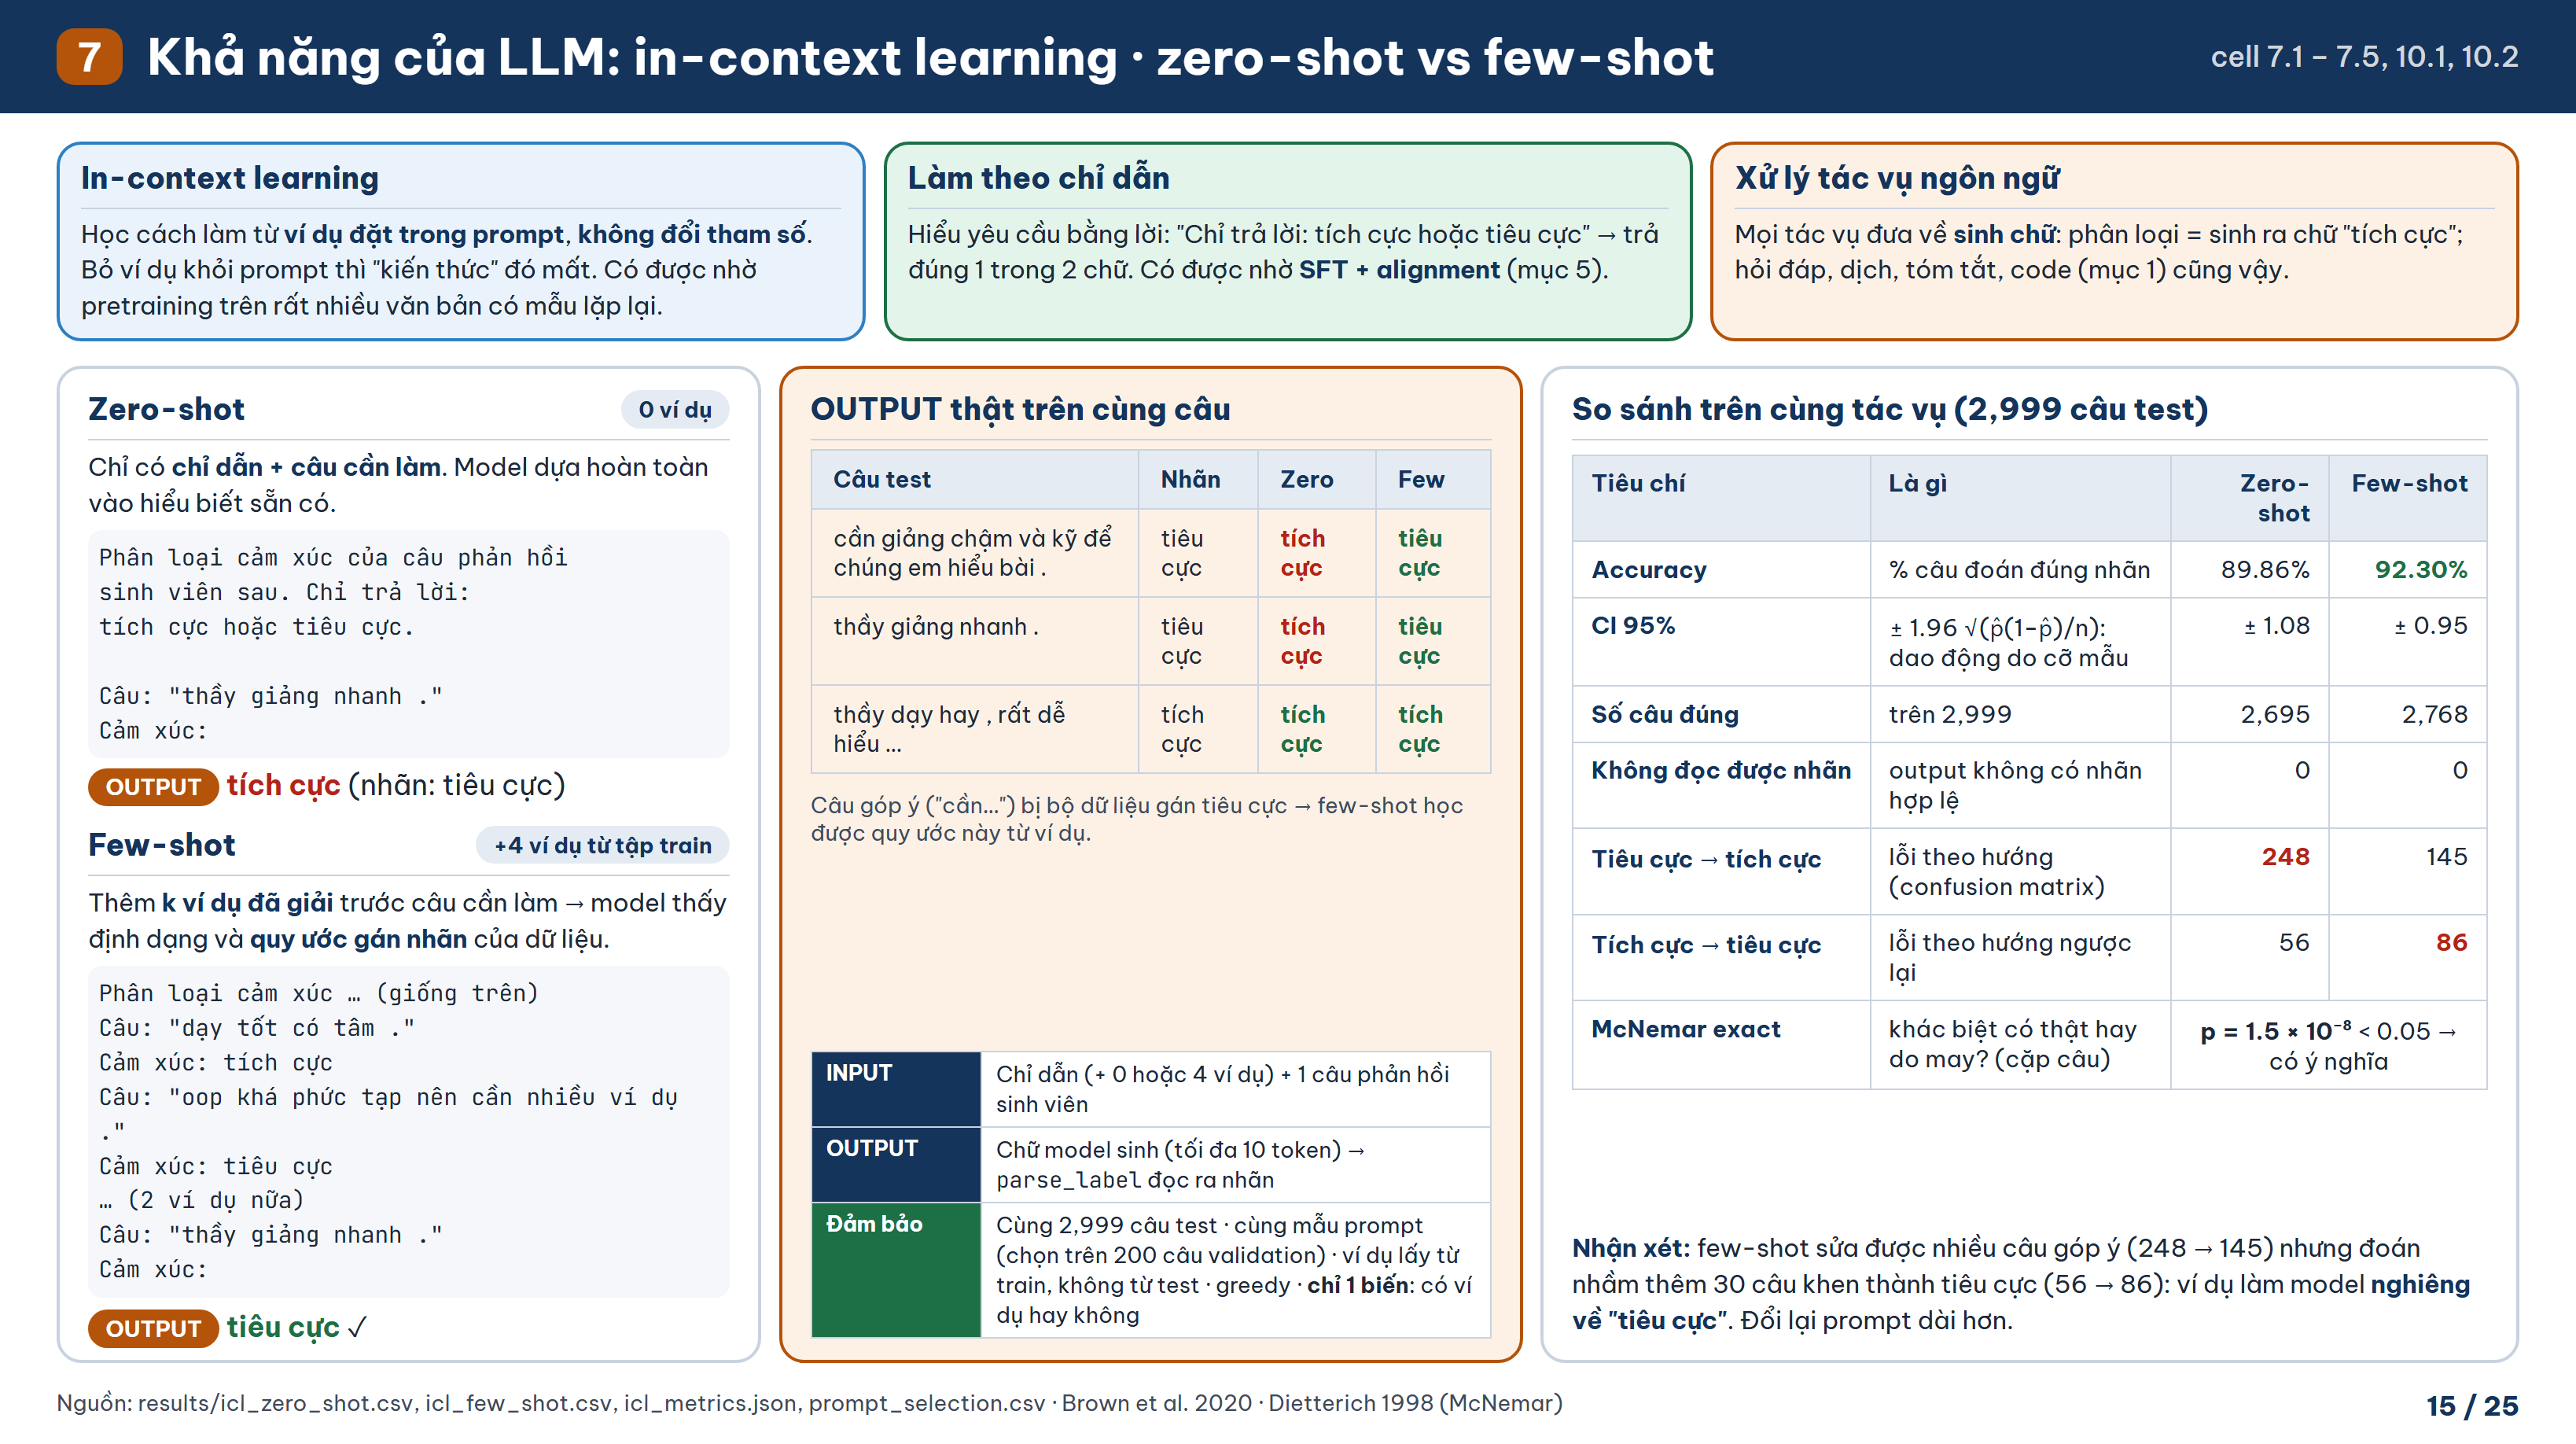 7
Khả năng của LLM: in-context learning · zero-shot vs few-shot
cell 7.1 – 7.5, 10.1, 10.2
In-context learning
Học cách làm từ ví dụ đặt trong prompt, không đổi tham số.
Bỏ ví dụ khỏi prompt thì "kiến thức" đó mất. Có được nhờ
pretraining trên rất nhiều văn bản có mẫu lặp lại.
Làm theo chỉ dẫn
Hiểu yêu cầu bằng lời: "Chỉ trả lời: tích cực hoặc tiêu cực" → trả
đúng 1 trong 2 chữ. Có được nhờ SFT + alignment (mục 5).
Xử lý tác vụ ngôn ngữ
Mọi tác vụ đưa về sinh chữ: phân loại = sinh ra chữ "tích cực";
hỏi đáp, dịch, tóm tắt, code (mục 1) cũng vậy.
Zero-shot
0 ví dụ
Chỉ có chỉ dẫn + câu cần làm. Model dựa hoàn toàn
vào hiểu biết sẵn có.
Phân loại cảm xúc của câu phản hồi
sinh viên sau. Chỉ trả lời:
tích cực hoặc tiêu cực.
Câu: "thầy giảng nhanh ."
Cảm xúc:
OUTPUT tích cực (nhãn: tiêu cực)
Few-shot
+4 ví dụ từ tập train
Thêm k ví dụ đã giải trước câu cần làm → model thấy
định dạng và quy ước gán nhãn của dữ liệu.
Phân loại cảm xúc … (giống trên)
Câu: "dạy tốt có tâm ."
Cảm xúc: tích cực
Câu: "oop khá phức tạp nên cần nhiều ví dụ
."
Cảm xúc: tiêu cực
… (2 ví dụ nữa)
Câu: "thầy giảng nhanh ."
Cảm xúc:
OUTPUT tiêu cực ✓
OUTPUT thật trên cùng câu
Câu test Nhãn Zero Few
cần giảng chậm và kỹ để tiêu tích tiêu
chúng em hiểu bài . cực cực cực
thầy giảng nhanh . tiêu tích tiêu
cực cực cực
thầy dạy hay , rất dễ tích tích tích
hiểu ... cực cực cực
Câu góp ý ("cần...") bị bộ dữ liệu gán tiêu cực → few-shot học
được quy ước này từ ví dụ.
INPUT Chỉ dẫn (+ 0 hoặc 4 ví dụ) + 1 câu phản hồi
sinh viên
OUTPUT Chữ model sinh (tối đa 10 token) →
parse_label đọc ra nhãn
Đảm bảo Cùng 2,999 câu test · cùng mẫu prompt
(chọn trên 200 câu validation) · ví dụ lấy từ
train, không từ test · greedy · chỉ 1 biến: có ví
dụ hay không
So sánh trên cùng tác vụ (2,999 câu test)
Tiêu chí Là gì Zero- Few-shot
shot
Accuracy % câu đoán đúng nhãn 89.86% 92.30%
CI 95% ± 1.96 √(p̂(1−p̂)/n): ± 1.08 ± 0.95
dao động do cỡ mẫu
Số câu đúng trên 2,999 2,695 2,768
Không đọc được nhãn output không có nhãn 0 0
hợp lệ
Tiêu cực → tích cực lỗi theo hướng 248 145
(confusion matrix)
Tích cực → tiêu cực lỗi theo hướng ngược 56 86
lại
McNemar exact khác biệt có thật hay p = 1.5 × 10⁻⁸ < 0.05 →
do may? (cặp câu) có ý nghĩa
Nhận xét: few-shot sửa được nhiều câu góp ý (248 → 145) nhưng đoán
nhầm thêm 30 câu khen thành tiêu cực (56 → 86): ví dụ làm model nghiêng
về "tiêu cực". Đổi lại prompt dài hơn.
Nguồn: results/icl_zero_shot.csv, icl_few_shot.csv, icl_metrics.json, prompt_selection.csv · Brown et al. 2020 · Dietterich 1998 (McNemar)
15 / 25